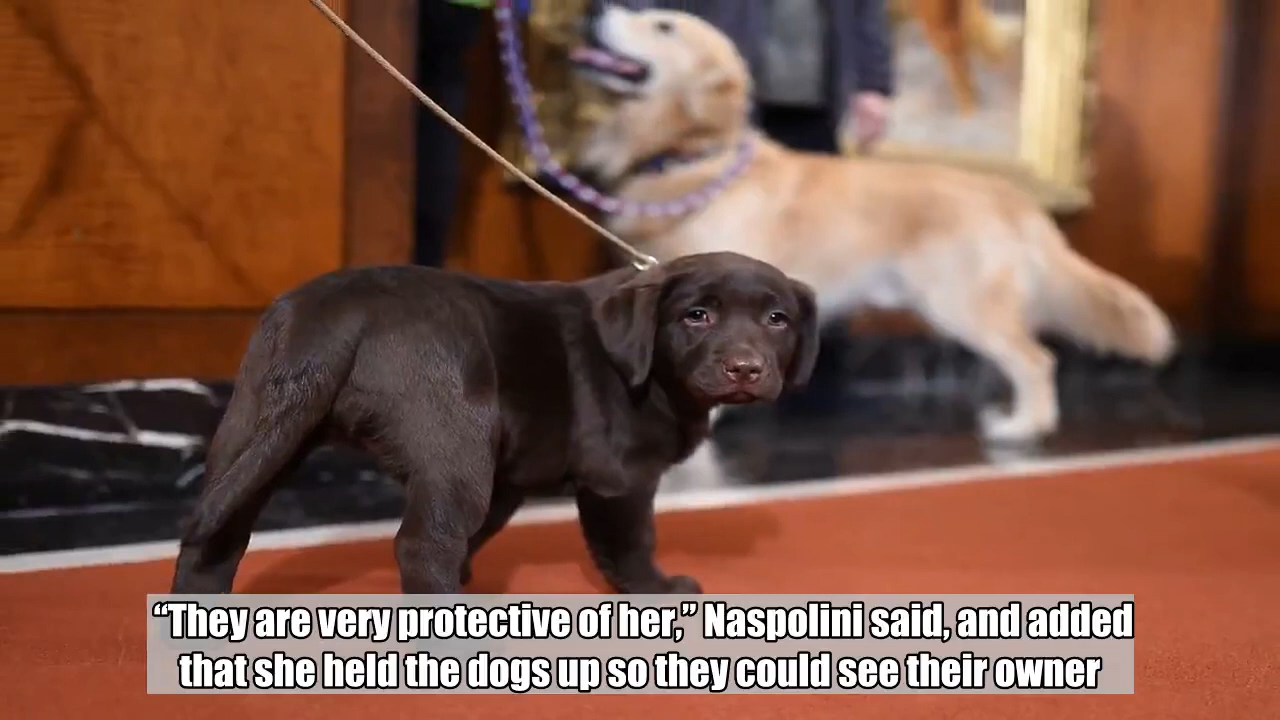 “They are very protective of her,” Naspolini said, and added
that she held the dogs up so they could see their owner